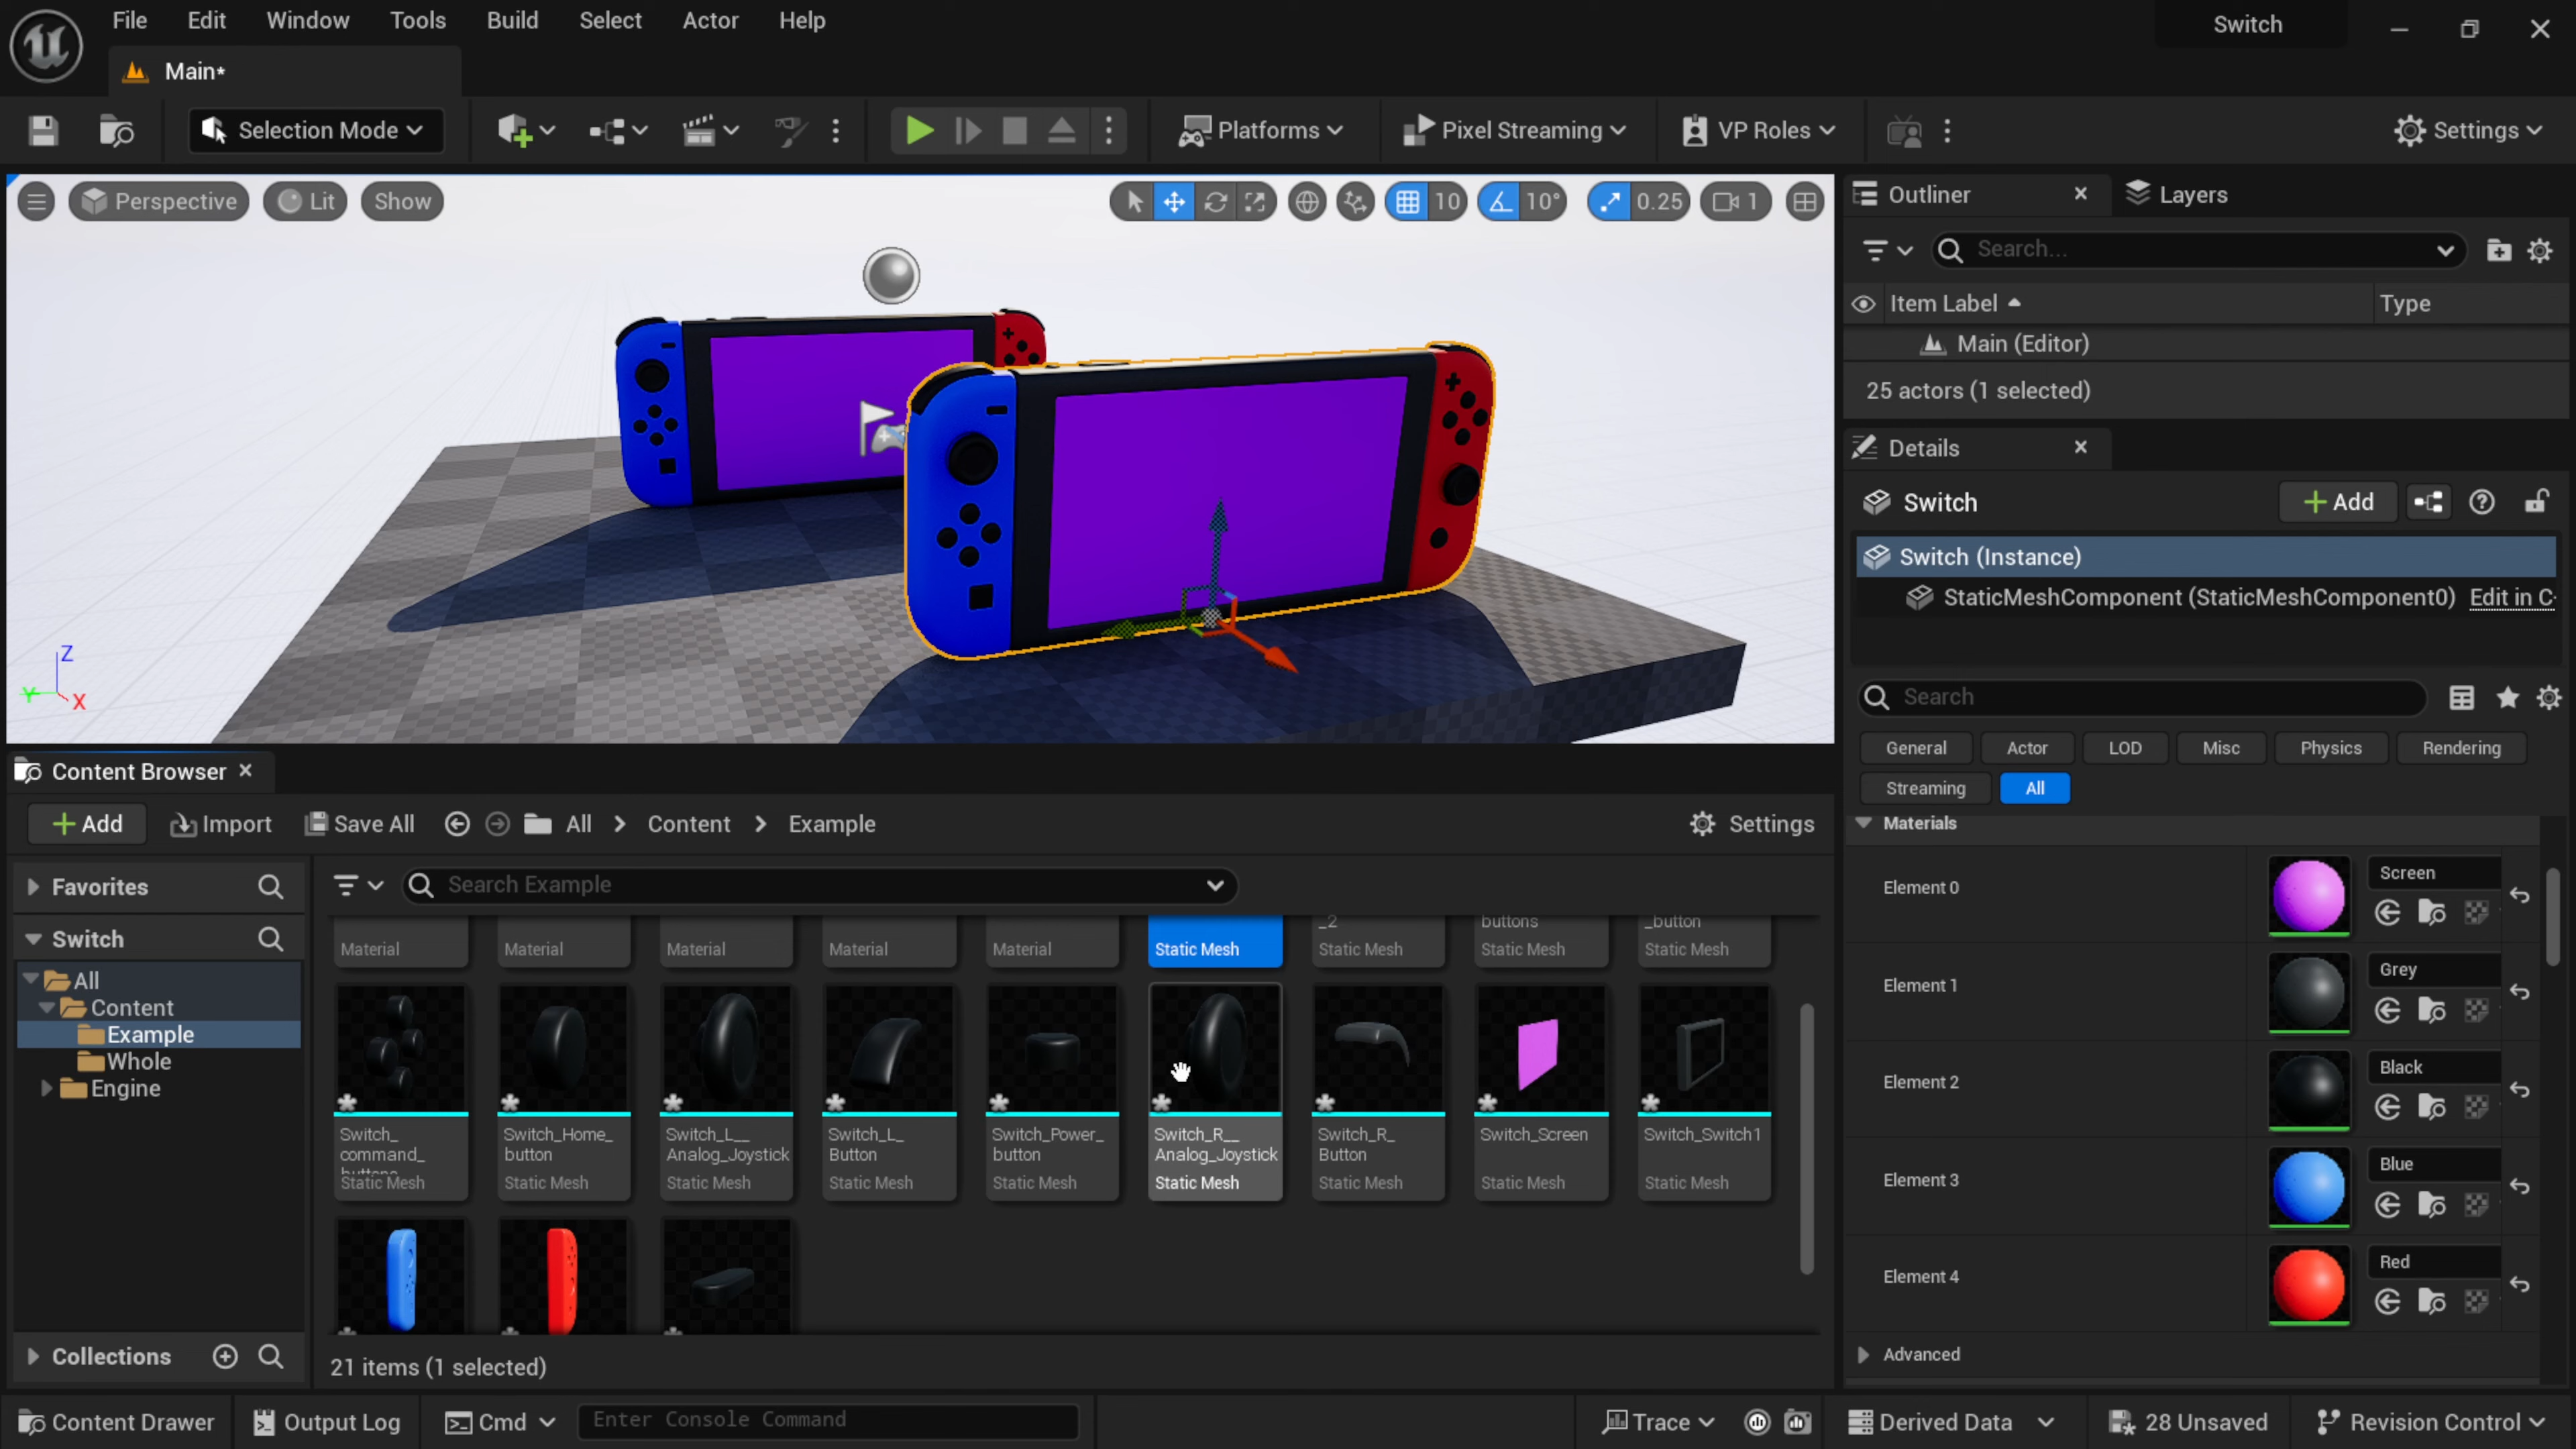 File Edit Window Tools Build Select Actor Help
Switch
Main*
Selection Mode
Platforms
Pixel Streaming
VP Roles
Settings
Perspective
Lit
Show
10
10°
0.25
1
Z
Y
X
Outliner
Layers
Search...
Item Label
Type
Main (Editor)
25 actors (1 selected)
Details
Switch
Add
Switch (Instance)
StaticMeshComponent (StaticMeshComponent0)
Edit in C
Search
General
Actor
LOD
Misc
Physics
Rendering
Streaming
All
Materials
Element 0
Screen
Element 1
Grey
Element 2
Black
Element 3
Blue
Element 4
Red
Advanced
Content Browser
Add
Import
Save All
All > Content > Example
Settings
Favorites
Search Example
Switch
All
Content
Example
Whole
Engine
Collections
_2
buttons
_button
Material
Material
Material
Material
Material
Static Mesh
Static Mesh
Static Mesh
Static Mesh
Switch_
command_
buttons
Static Mesh
Switch_Home_
button
Static Mesh
Switch_L__
Analog_Joystick
Static Mesh
Switch_L_
Button
Static Mesh
Switch_Power_
button
Static Mesh
Switch_R__
Analog_Joystick
Static Mesh
Switch_R_
Button
Static Mesh
Switch_Screen
Static Mesh
Switch_Switch1
Static Mesh
21 items (1 selected)
Content Drawer
Output Log
Cmd
Enter Console Command
Trace
Derived Data
28 Unsaved
Revision Control